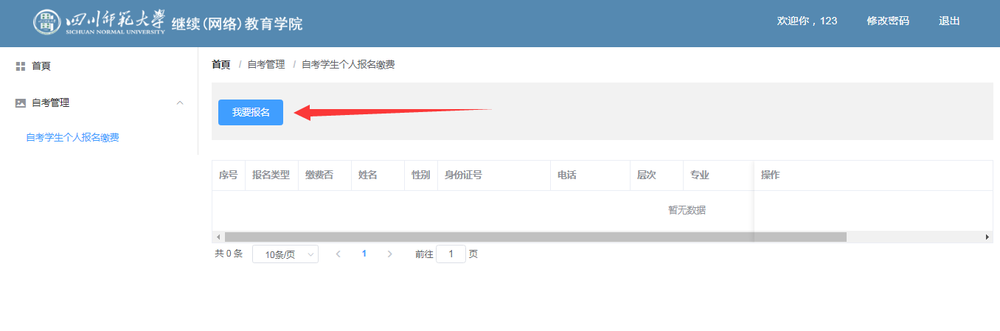 四川师范大学 继续(网络)教育学院
SICHUAN NORMAL UNIVERSITY
欢迎你，123 修改密码 退出
首頁
自考管理
自考学生个人报名缴费
首頁 / 自考管理 / 自考学生个人报名缴费
我要报名
序号 报名类型 缴费否 姓名 性别 身份证号 电话 层次 专业 操作
暂无数据
共 0 条 10条/页 1 前往 1 页